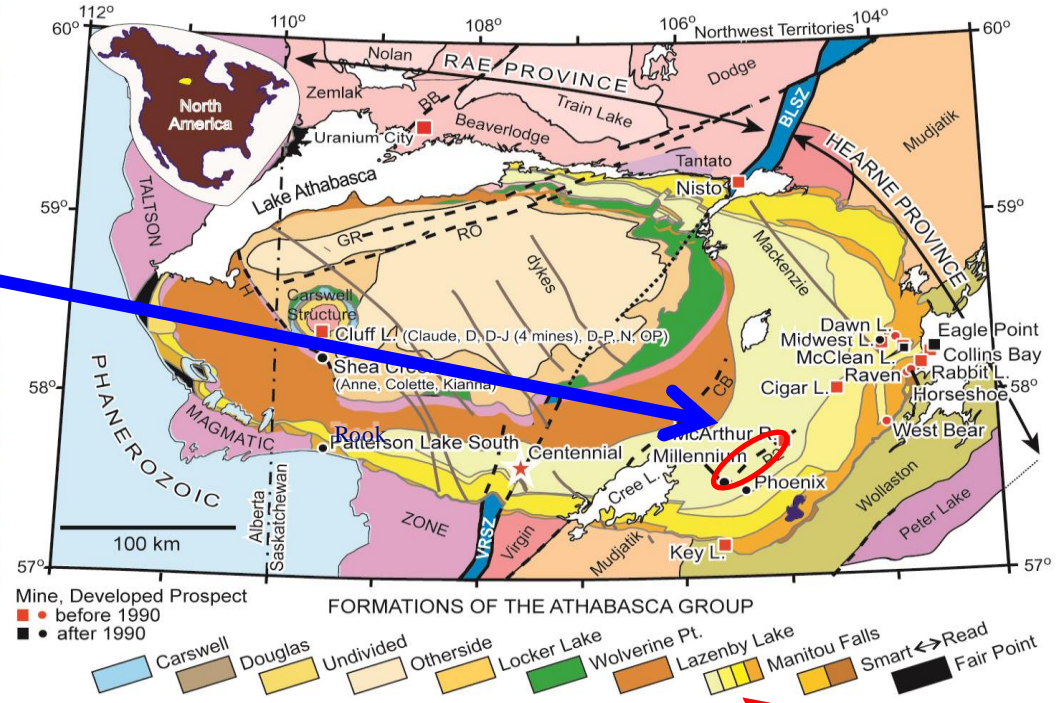 112°
110°
108°
106°
104°
60°
60°
Northwest Territories
North
America
Nolan
RAE PROVINCE
Dodge
Zemlak
BB
Train Lake
BLSZ
Mudjatik
Uranium City
Beaverlodge
HEARNE PROVINCE
Tantato
Lake Athabasca
Nisto
TALTSON
59°
59°
GR
RO
Mackenzie
dykes
H
Carswell
Structure
Cluff L. (Claude, D, D-J (4 mines), D-P, N, OP)
Dawn L.
Eagle Point
Midwest L.
Shea
McClean L.
Collins Bay
(Anne, Colette, Kianna)
Raven
Rabbit L.
CB
Cigar L.
58°
58°
Horseshoe
PHANEROZOIC
MAGMATIC
Rook
McArthur R.
West Bear
Patterson Lake South
Centennial
Millennium
Phoenix
Cree L.
Wollaston
Alberta
Saskatchewan
ZONE
VRSZ
Virgin
Mudjatik
Key L.
Peter Lake
100 km
57°
57°
Mine, Developed Prospect
before 1990
after 1990
FORMATIONS OF THE ATHABASCA GROUP
Carswell
Douglas
Undivided
Otherside
Locker Lake
Wolverine Pt.
Lazenby Lake
Manitou Falls
Smart Read
Fair Point